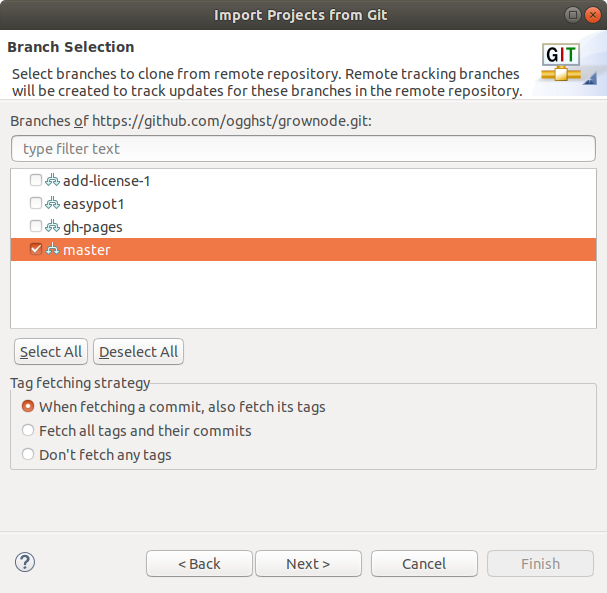 Import Projects from Git
Branch Selection
GIT
Select branches to clone from remote repository. Remote tracking branches
will be created to track updates for these branches in the remote repository.
Branches of https://github.com/ogghst/grownode.git:
type filter text
add-license-1
easypot1
gh-pages
master
Select All Deselect All
Tag fetching strategy
When fetching a commit, also fetch its tags
Fetch all tags and their commits
Don't fetch any tags
? < Back Next > Cancel Finish